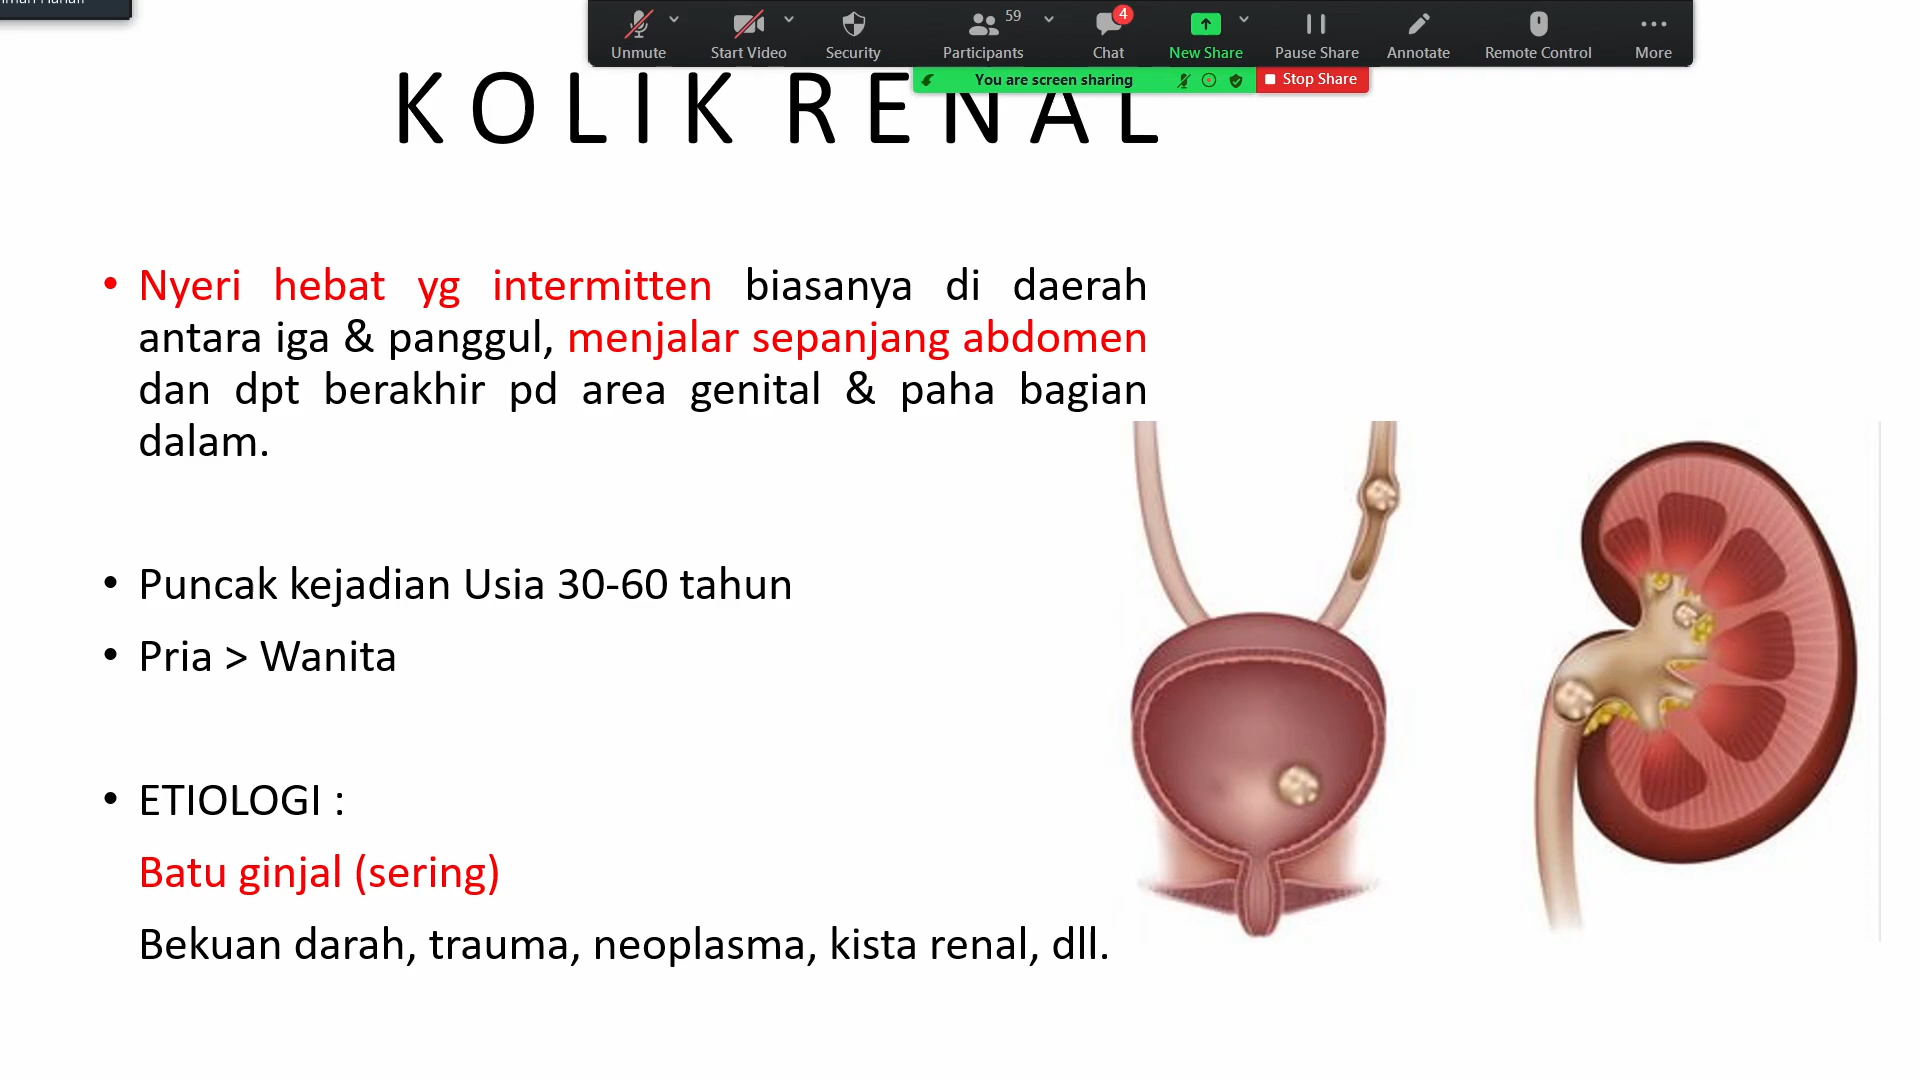 59
4
Unmute Start Video Security Participants Chat New Share Pause Share Annotate Remote Control More
You are screen sharing Stop Share
KOLIK RENAL
• Nyeri hebat yg intermitten biasanya di daerah
antara iga & panggul, menjalar sepanjang abdomen
dan dpt berakhir pd area genital & paha bagian
dalam.
• Puncak kejadian Usia 30-60 tahun
• Pria > Wanita
• ETIOLOGI :
Batu ginjal (sering)
Bekuan darah, trauma, neoplasma, kista renal, dll.